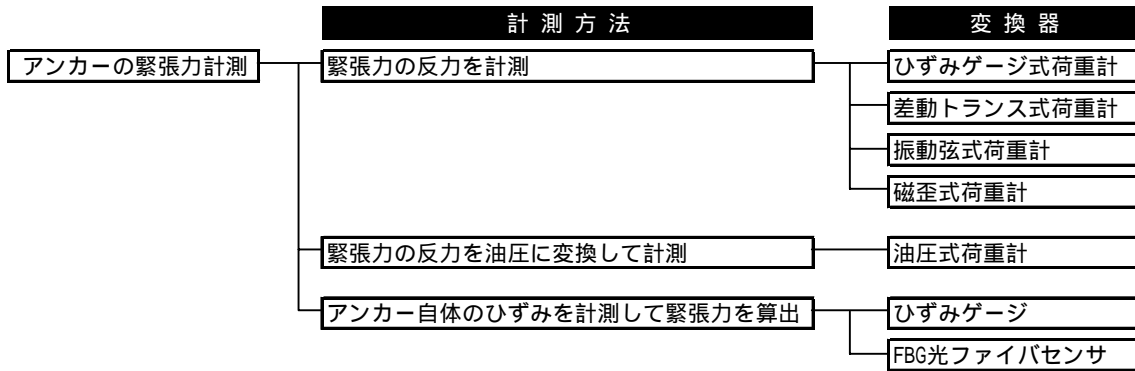 計測方法
変換器
アンカーの緊張力計測
緊張力の反力を計測
ひずみゲージ式荷重計
差動トランス式荷重計
振動弦式荷重計
磁歪式荷重計
緊張力の反力を油圧に変換して計測
油圧式荷重計
アンカー自体のひずみを計測して緊張力を算出
ひずみゲージ
FBG光ファイバセンサ